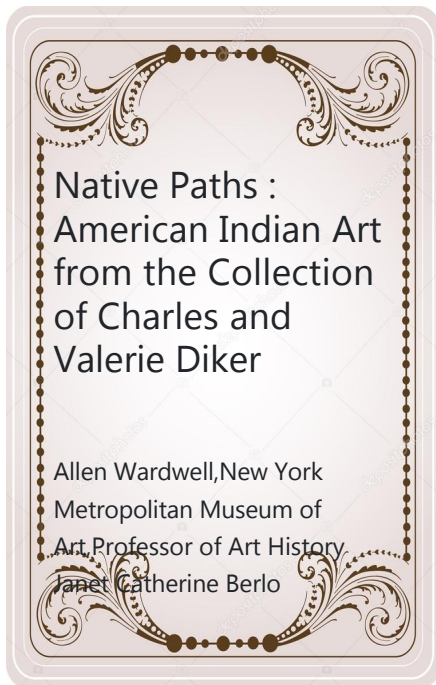 Native Paths :
American Indian Art
from the Collection
of Charles and
Valerie Diker
Allen Wardwell,New York
Metropolitan Museum of
Art,Professor of Art History
Janet Catherine Berlo